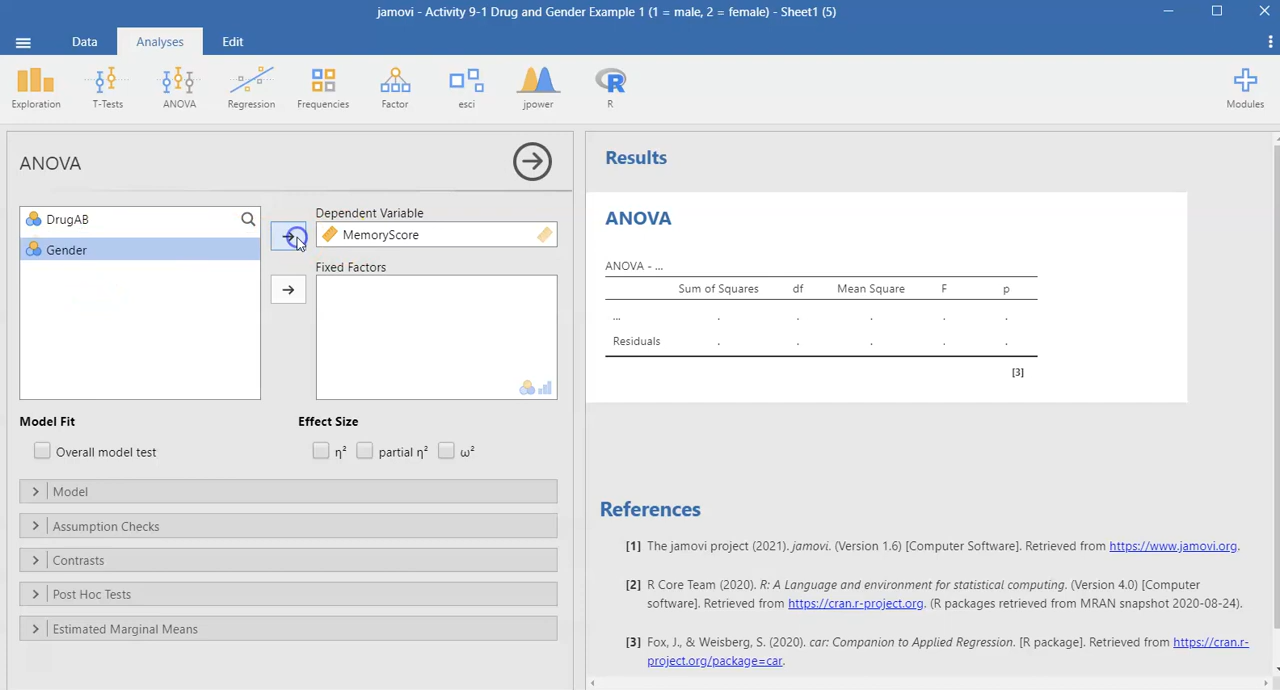 jamovi - Activity 9-1 Drug and Gender Example 1 (1 = male, 2 = female) - Sheet1 (5)
Data
Analyses
Edit
Exploration
T-Tests
ANOVA
Regression
Frequencies
Factor
esci
jpower
R
R
Modules
ANOVA
DrugAB
Gender
Dependent Variable
MemoryScore
Fixed Factors
Model Fit
Overall model test
Effect Size
η²
partial η²
ω²
Model
Assumption Checks
Contrasts
Post Hoc Tests
Estimated Marginal Means
Results
ANOVA
ANOVA - ...
Sum of Squares df Mean Square F p
... . . . . .
Residuals . . . . .
[3]
References
[1] The jamovi project (2021). jamovi. (Version 1.6) [Computer Software]. Retrieved from https://www.jamovi.org.
[2] R Core Team (2020). R: A Language and environment for statistical computing. (Version 4.0) [Computer
software]. Retrieved from https://cran.r-project.org. (R packages retrieved from MRAN snapshot 2020-08-24).
[3] Fox, J., & Weisberg, S. (2020). car: Companion to Applied Regression. [R package]. Retrieved from https://cran.r-
project.org/package=car.